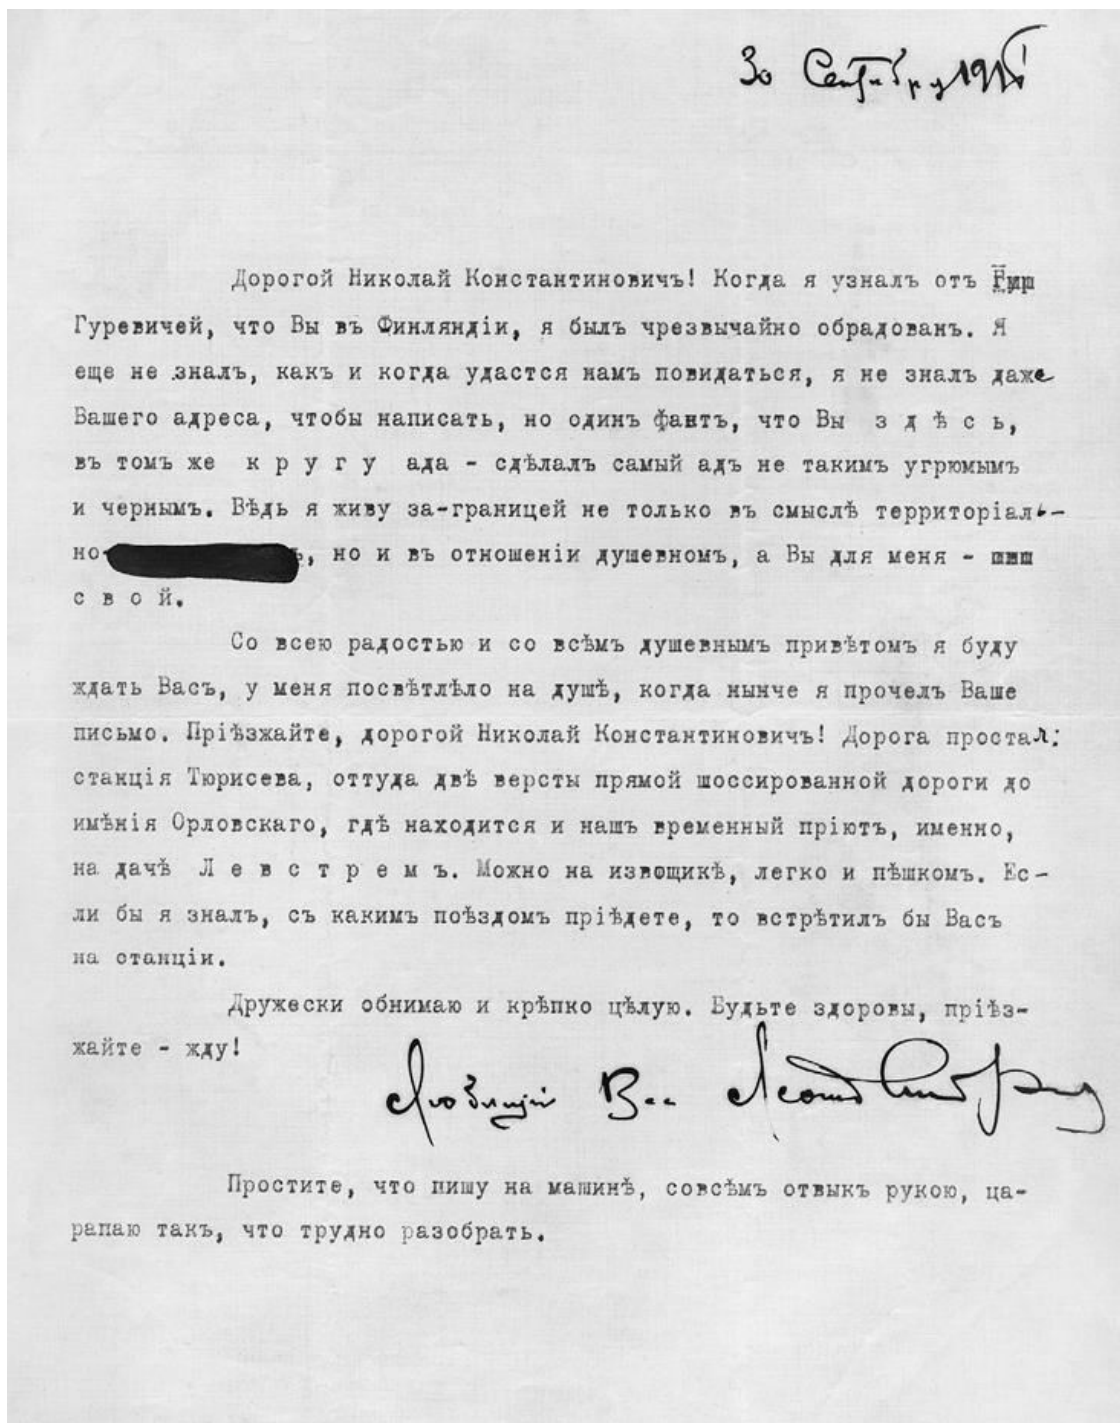 30 Сентября 191
Дорогой Николай Константиновичъ! Когда я узналъ отъ
Гуревичей, что Вы въ Финляндіи, я былъ чрезвычайно обрадованъ. Я
еще не зналъ, какъ и когда удастся намъ повидаться, я не зналъ даже
Вашего адреса, чтобы написать, но одинъ фактъ, что Вы з д ѣ с ь,
въ томъ же к р у г у ада - сдѣлалъ самый адъ не такимъ угрюмымъ
и чернымъ. Вѣдь я живу за-границей не только въ смыслѣ территоріаль-
но , но и въ отношеніи душевномъ, а Вы для меня -
с в о й.
Со всею радостью и со всѣмъ душевнымъ привѣтомъ я буду
ждать Васъ, у меня посвѣтлѣло на душѣ, когда нынче я прочелъ Ваше
письмо. Пріѣзжайте, дорогой Николай Константиновичъ! Дорога простая:
станція Тюрисева, оттуда двѣ версты прямой шоссированной дороги до
имѣнія Орловскаго, гдѣ находится и нашъ временный пріютъ, именно,
на дачѣ Л е в с т р е м ъ. Можно на извощикѣ, легко и пѣшкомъ. Ес-
ли бы я зналъ, съ какимъ поѣздомъ пріѣдете, то встрѣтилъ бы Васъ
на станціи.
Дружески обнимаю и крѣпко цѣлую. Будьте здоровы, пріѣз-
жайте - жду!
Любящій Вас Леонид Андреев
Простите, что пишу на машинѣ, совсѣмъ отвыкъ рукою, ца-
рапаю такъ, что трудно разобрать.